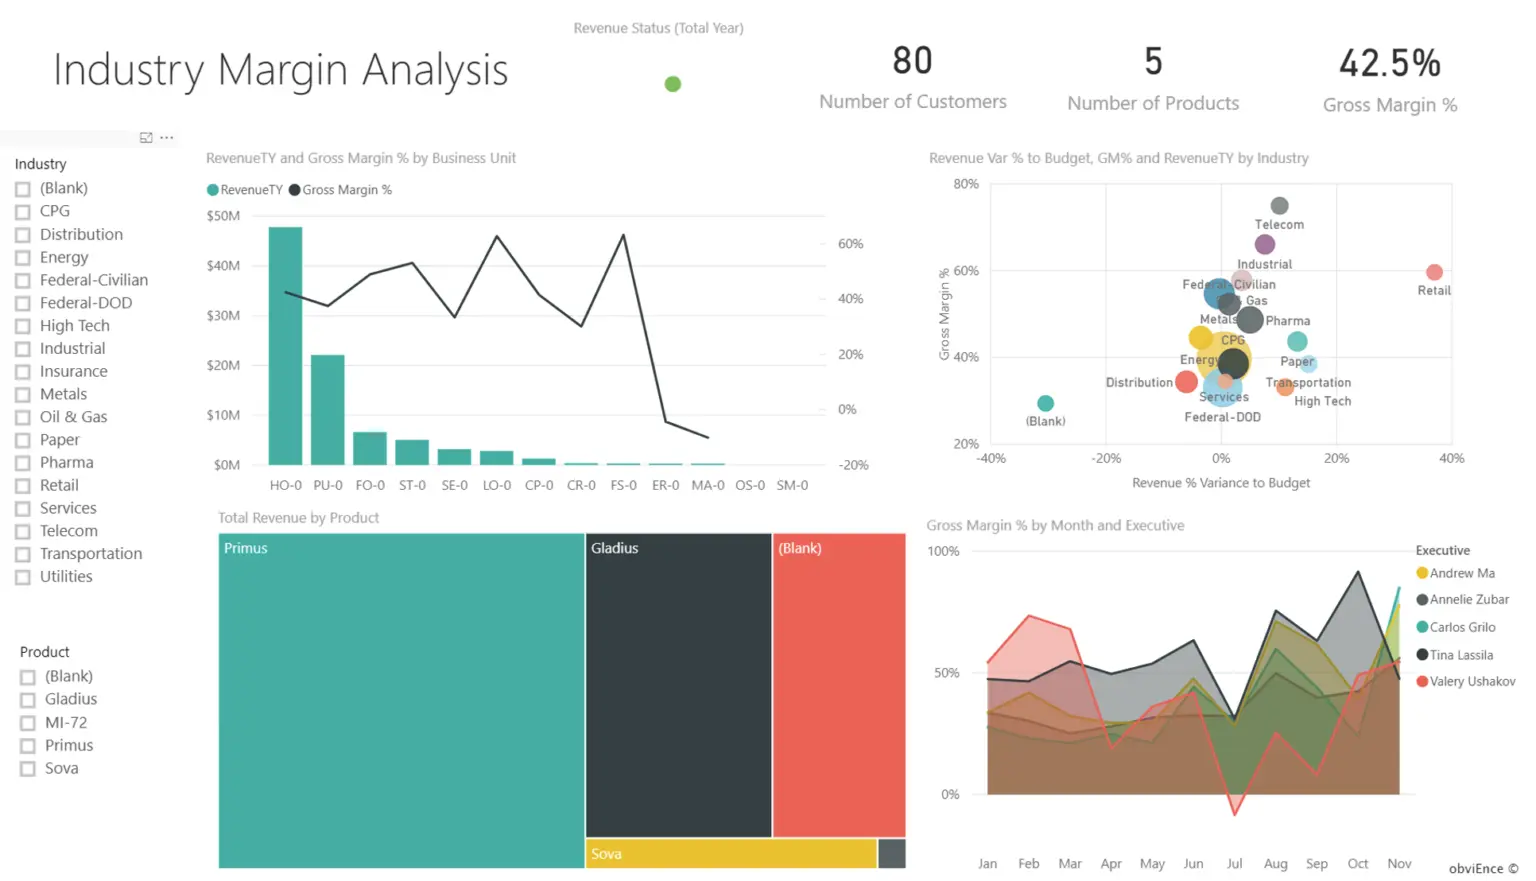 Revenue Status (Total Year)
Industry Margin Analysis
80
Number of Customers
5
Number of Products
42.5%
Gross Margin %
Industry
(Blank)
CPG
Distribution
Energy
Federal-Civilian
Federal-DOD
High Tech
Industrial
Insurance
Metals
Oil & Gas
Paper
Pharma
Retail
Services
Telecom
Transportation
Utilities
Product
(Blank)
Gladius
MI-72
Primus
Sova
RevenueTY and Gross Margin % by Business Unit
RevenueTY Gross Margin %
$50M
$40M
$30M
$20M
$10M
$0M
60%
40%
20%
0%
-20%
HO-0 PU-0 FO-0 ST-0 SE-0 LO-0 CP-0 CR-0 FS-0 ER-0 MA-0 OS-0 SM-0
Revenue Var % to Budget, GM% and RevenueTY by Industry
80%
60%
40%
20%
Gross Margin %
Telecom
Industrial
Federal-Civilian
Retail
Gas
Metals
Pharma
CPG
Energy
Paper
Distribution
Transportation
Services
High Tech
Federal-DOD
(Blank)
-40% -20% 0% 20% 40%
Revenue % Variance to Budget
Total Revenue by Product
Primus
Gladius
(Blank)
Sova
Gross Margin % by Month and Executive
100%
50%
0%
Jan Feb Mar Apr May Jun Jul Aug Sep Oct Nov
Executive
Andrew Ma
Annelie Zubar
Carlos Grilo
Tina Lassila
Valery Ushakov
obviEnce ©